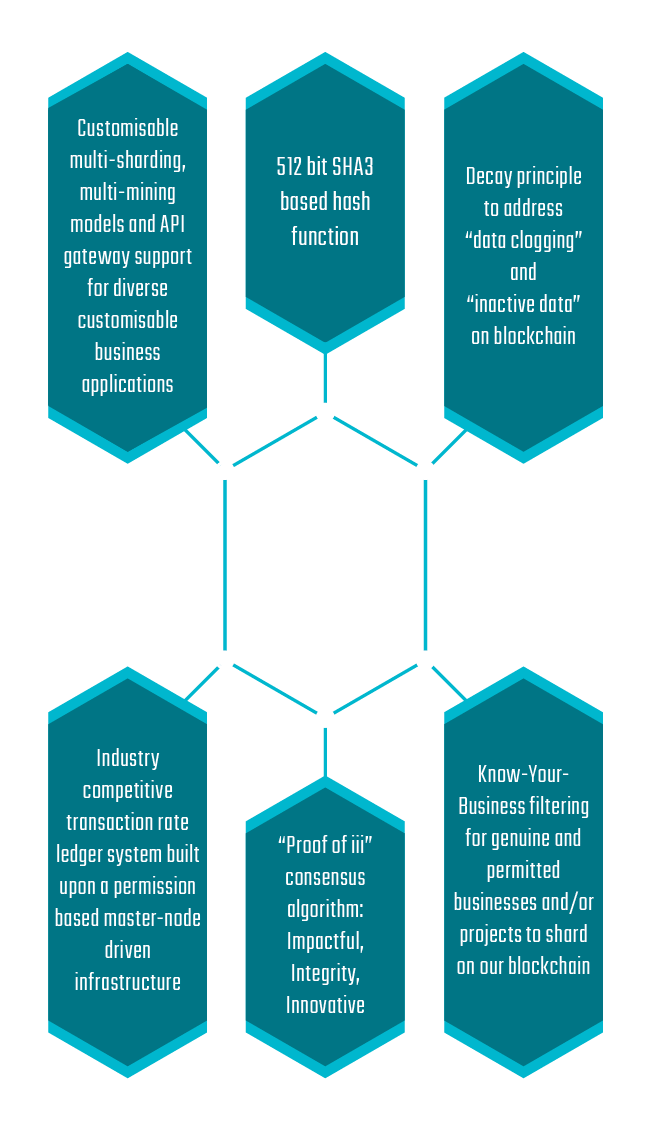 Customisable
multi-sharding,
multi-mining
models and API
gateway support
for diverse
customisable
business
applications
512 bit SHA3
based hash
function
Decay principle
to address
“data clogging”
and
“inactive data”
on blockchain
Industry
competitive
transaction rate
ledger system built
upon a permission
based master-node
driven
infrastructure
“Proof of iii”
consensus
algorithm:
Impactful,
Integrity,
Innovative
Know-Your-
Business filtering
for genuine and
permitted
businesses and/or
projects to shard
on our blockchain